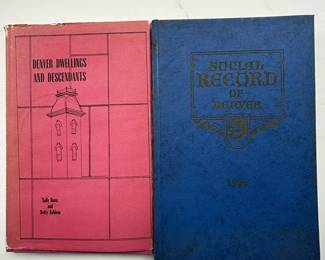 DENVER DWELLINGS
AND DESCENDANTS
Sally Davis
and
Betty Baldwin
SOCIAL
RECORD
OF
DENVER